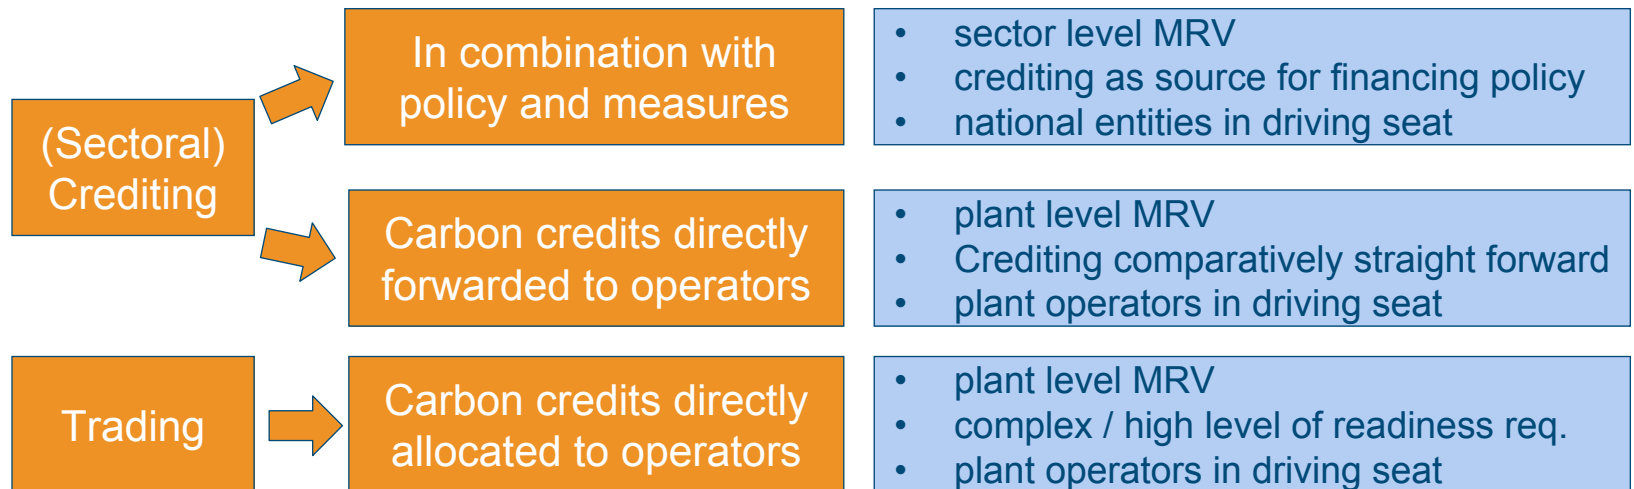 (Sectoral)
Crediting
In combination with
policy and measures
• sector level MRV
• crediting as source for financing policy
• national entities in driving seat
Carbon credits directly
forwarded to operators
• plant level MRV
• Crediting comparatively straight forward
• plant operators in driving seat
Trading
Carbon credits directly
allocated to operators
• plant level MRV
• complex / high level of readiness req.
• plant operators in driving seat